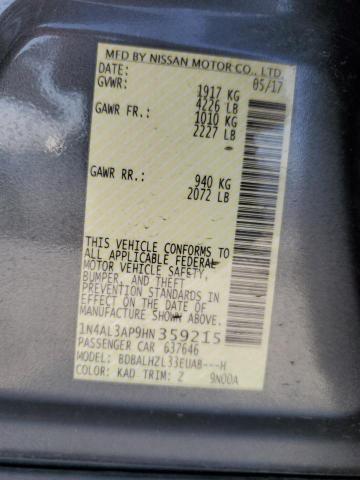 MFD BY NISSAN MOTOR CO., LTD.
DATE: 05/17
GVWR: 1917 KG
4226 LB
GAWR FR.: 1010 KG
2227 LB
GAWR RR.: 940 KG
2072 LB
THIS VEHICLE CONFORMS TO
ALL APPLICABLE FEDERAL
MOTOR VEHICLE SAFETY,
BUMPER, AND THEFT
PREVENTION STANDARDS IN
EFFECT ON THE DATE OF
MANUFACTURE SHOWN ABOVE.
1N4AL3AP9HN359215
PASSENGER CAR 637646
MODEL: BDBALHZL33EUAB---H
COLOR: KAD TRIM: Z 9N00A